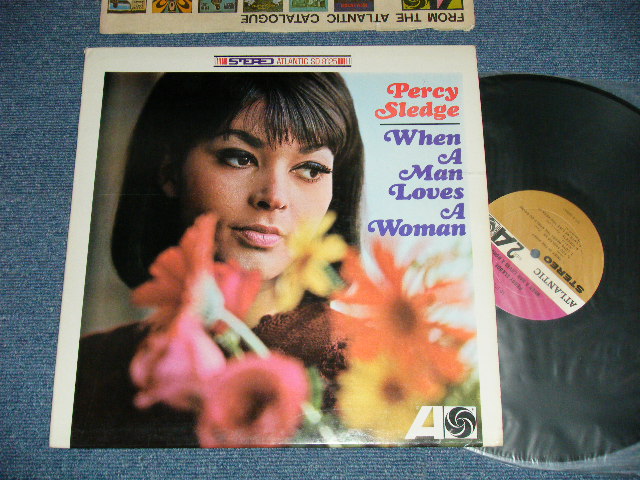 FROM THE ATLANTIC CATALOGUE
STEREO ATLANTIC SD 8125
Percy
Sledge
When
A
Man
Loves
A
Woman
ATLANTIC
STEREO